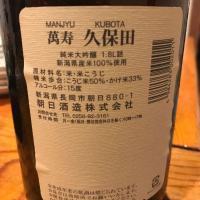 MANJYU KUBOTA
萬寿 久保田
純米大吟醸 1.8L詰
新潟県産米100%使用
原材料名・米・米こうじ
精米歩合・こうじ米50%・かけ米33%
アルコール分・15度
新潟県長岡市朝日880-1
朝日酒造株式会社
TEL 0258-92-3181